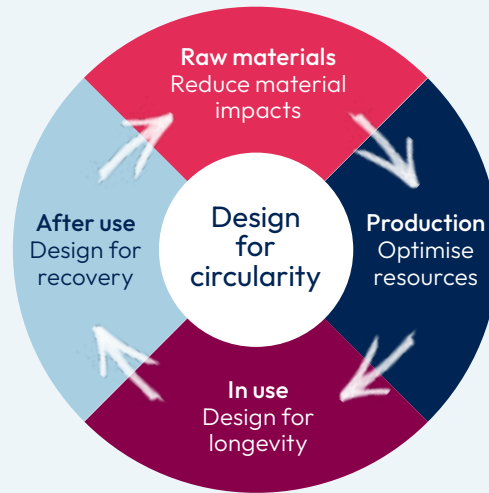 Raw materials
Reduce material
impacts
Production
Optimise
resources
In use
Design for
longevity
After use
Design for
recovery
Design
for
circularity